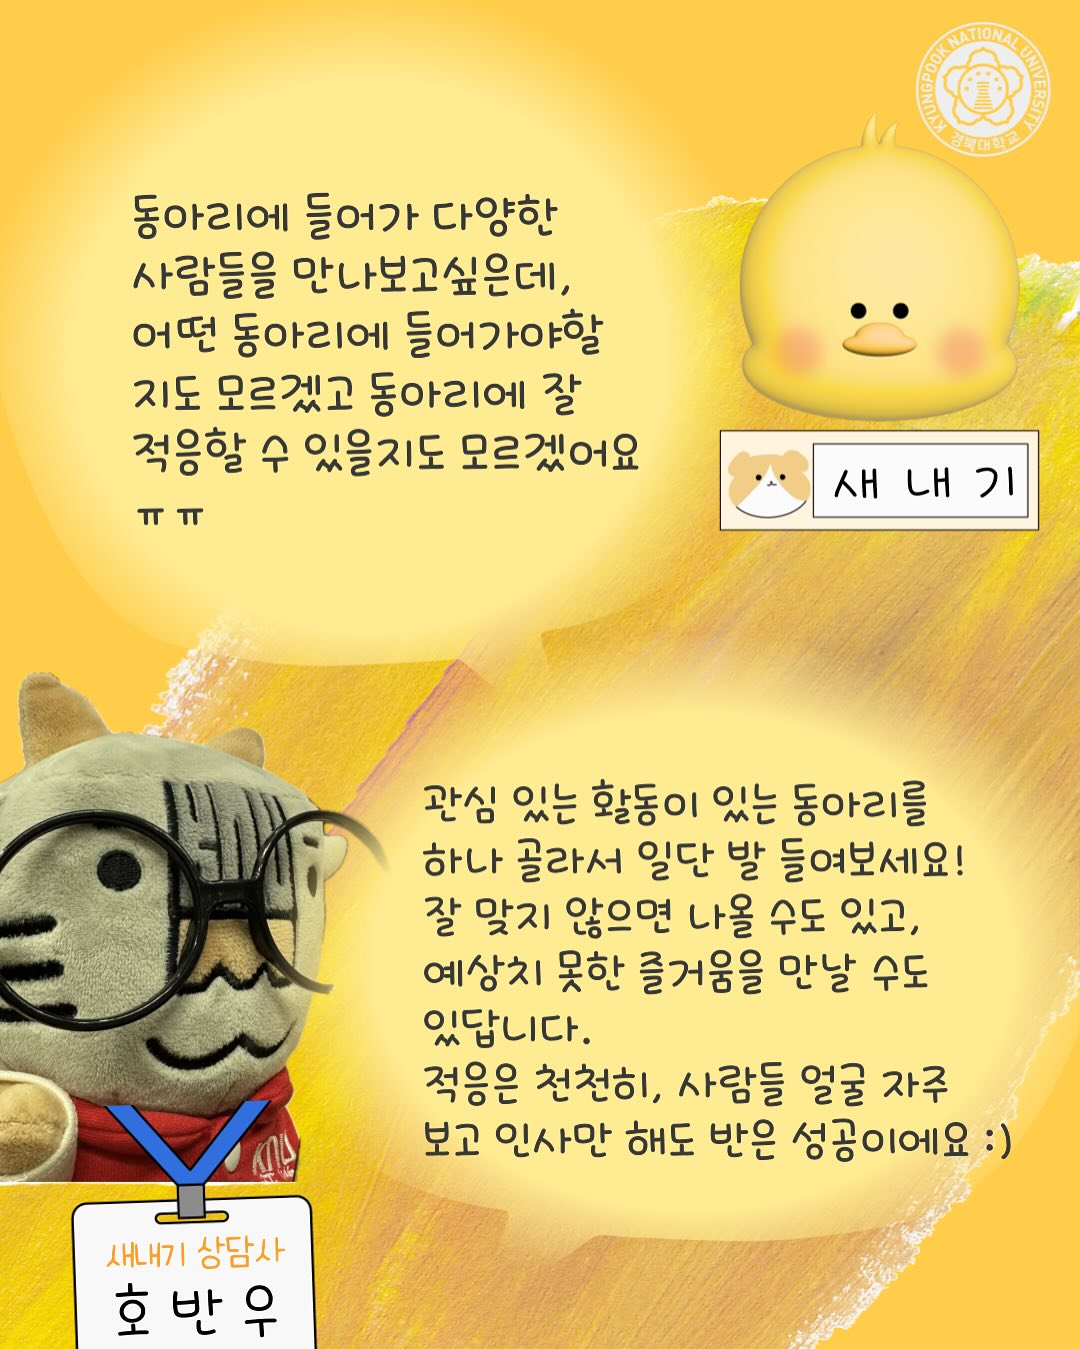 KYUNGPOOK NATIONAL UNIVERSITY
경북대학교
동아리에 들어가 다양한
사람들을 만나보고싶은데,
어떤 동아리에 들어가야할
지도 모르겠고 동아리에 잘
적응할 수 있을지도 모르겠어요
ㅠㅠ
새내기
관심 있는 활동이 있는 동아리를
하나 골라서 일단 발 들여보세요!
잘 맞지 않으면 나올 수도 있고,
예상치 못한 즐거움을 만날 수도
있답니다.
적응은 천천히, 사람들 얼굴 자주
보고 인사만 해도 반은 성공이에요 :)
KNU
새내기 상담사
호반우